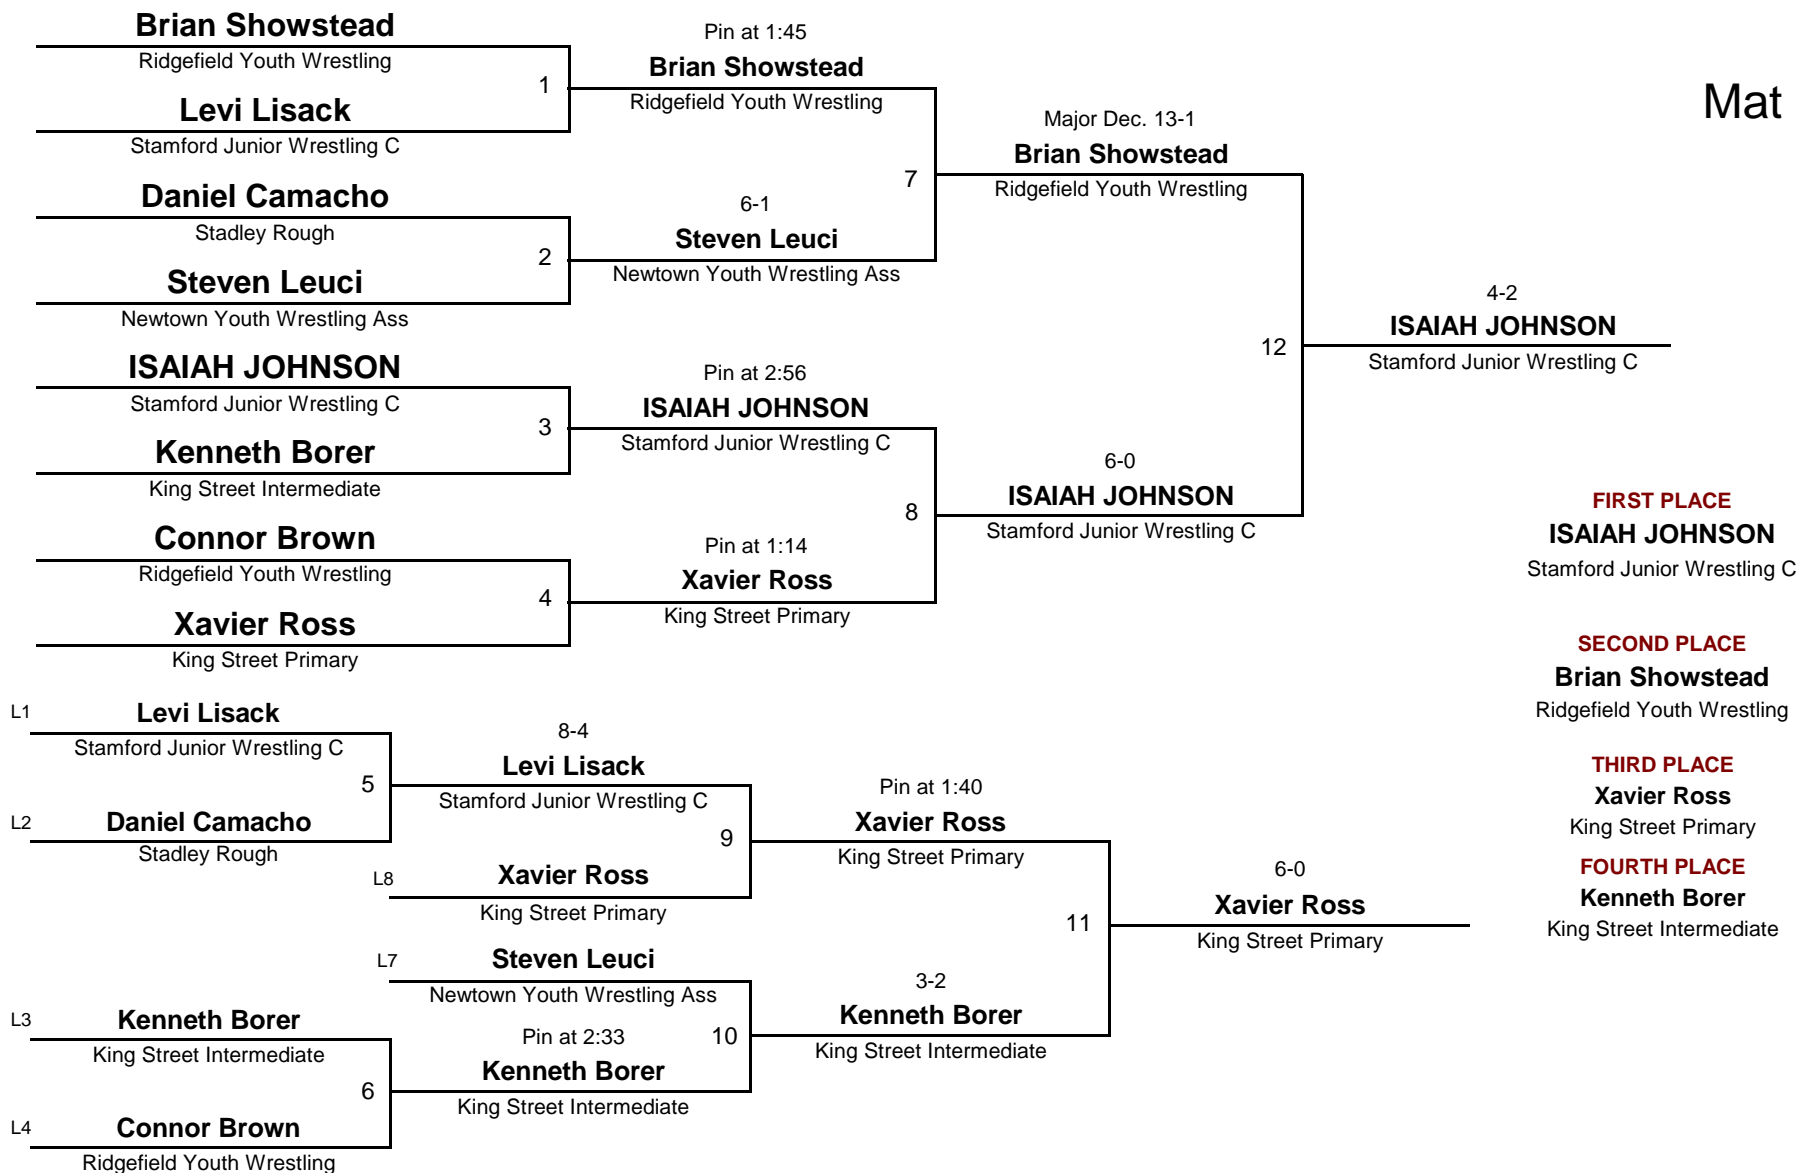 Brian Showstead
Ridgefield Youth Wrestling
1
Levi Lisack
Stamford Junior Wrestling C
Daniel Camacho
Stadley Rough
2
Steven Leuci
Newtown Youth Wrestling Ass
ISAIAH JOHNSON
Stamford Junior Wrestling C
3
Kenneth Borer
King Street Intermediate
Connor Brown
Ridgefield Youth Wrestling
4
Xavier Ross
King Street Primary
Pin at 1:45
Brian Showstead
Ridgefield Youth Wrestling
7
6-1
Steven Leuci
Newtown Youth Wrestling Ass
Pin at 2:56
ISAIAH JOHNSON
Stamford Junior Wrestling C
8
Pin at 1:14
Xavier Ross
King Street Primary
Major Dec. 13-1
Brian Showstead
Ridgefield Youth Wrestling
12
6-0
ISAIAH JOHNSON
Stamford Junior Wrestling C
4-2
ISAIAH JOHNSON
Stamford Junior Wrestling C
Mat
FIRST PLACE
ISAIAH JOHNSON
Stamford Junior Wrestling C
SECOND PLACE
Brian Showstead
Ridgefield Youth Wrestling
THIRD PLACE
Xavier Ross
King Street Primary
FOURTH PLACE
Kenneth Borer
King Street Intermediate
L1
Levi Lisack
Stamford Junior Wrestling C
5
L2
Daniel Camacho
Stadley Rough
L3
Kenneth Borer
King Street Intermediate
6
L4
Connor Brown
Ridgefield Youth Wrestling
8-4
Levi Lisack
Stamford Junior Wrestling C
9
L8
Xavier Ross
King Street Primary
L7
Steven Leuci
Newtown Youth Wrestling Ass
10
Pin at 2:33
Kenneth Borer
King Street Intermediate
Pin at 1:40
Xavier Ross
King Street Primary
11
3-2
Kenneth Borer
King Street Intermediate
6-0
Xavier Ross
King Street Primary